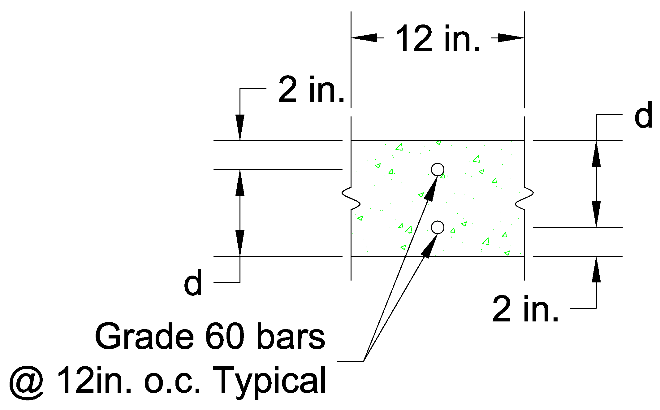 12 in.
2 in.
d
d
2 in.
Grade 60 bars
@ 12in. o.c. Typical